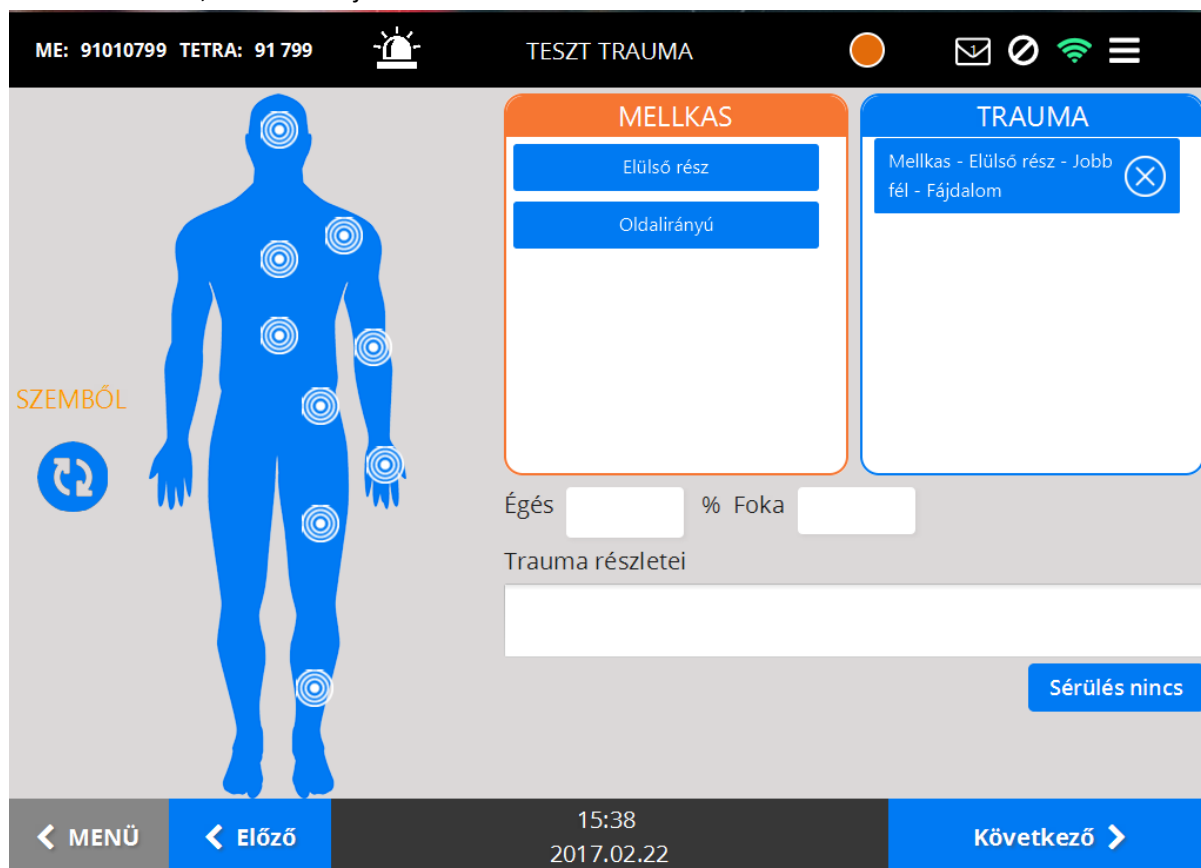 ME: 91010799 TETRA: 91 799
TESZT TRAUMA
1
MELLKAS
Elülső rész
Oldalirányú
TRAUMA
Mellkas - Elülső rész - Jobb
fél - Fájdalom
SZEMBŐL
Égés % Foka
Trauma részletei
Sérülés nincs
MENÜ
Előző
15:38
2017.02.22
Következő